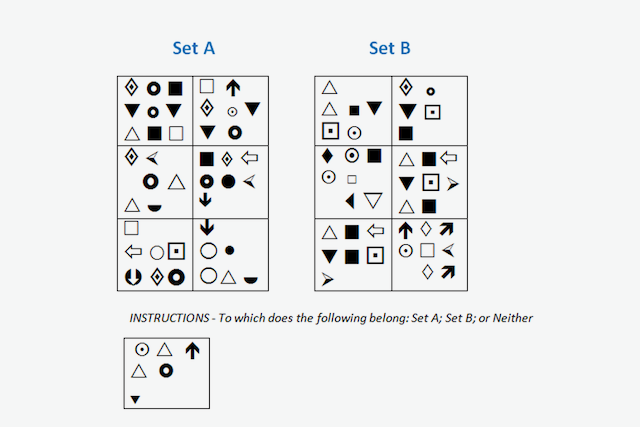 Set A
Set B
INSTRUCTIONS - To which does the following belong: Set A; Set B; or Neither